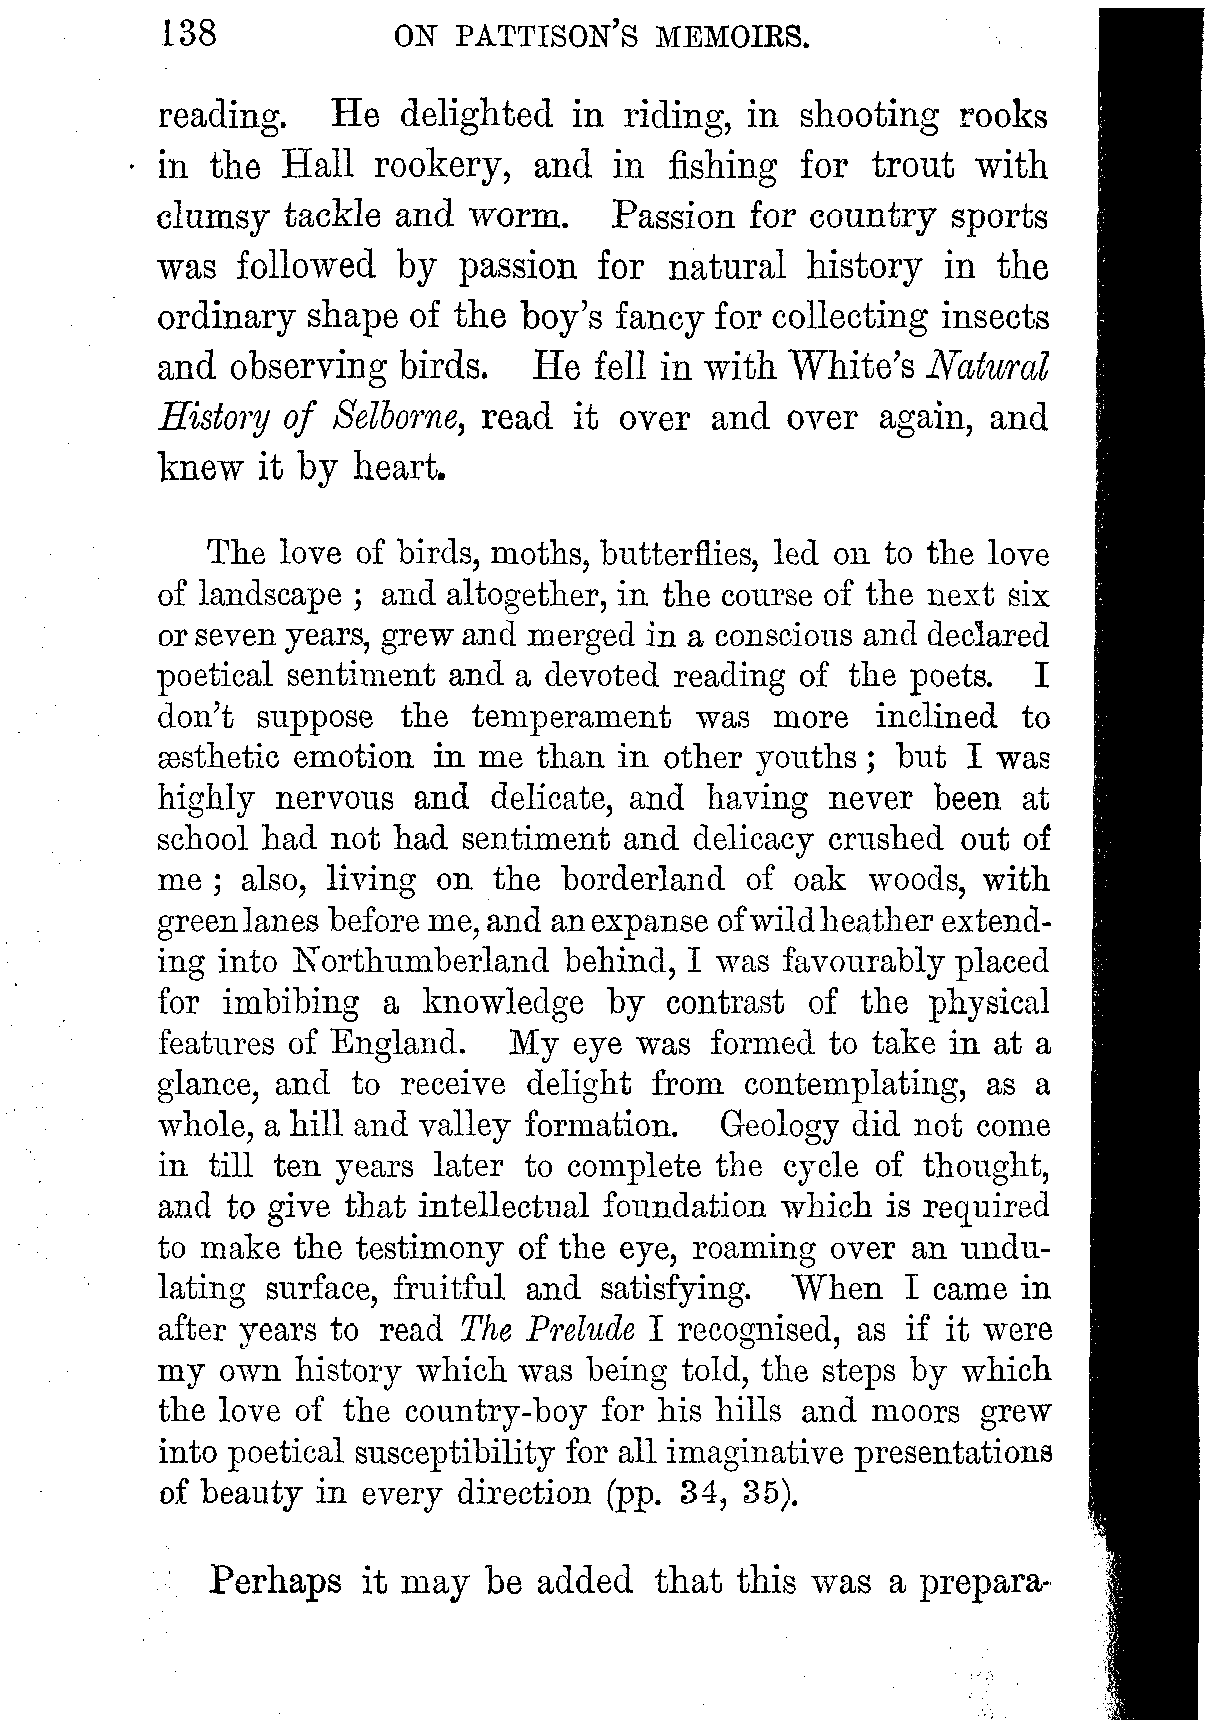 138 ON PATTISON'S MEMOIRS.
reading. He delighted in riding, in shooting rooks
in the Hall rookery, and in fishing for trout with
clumsy tackle and worm. Passion for country sports
was followed by passion for natural history in the
ordinary shape of the boy's fancy for collecting insects
and observing birds. He fell in with White's Natural
History of Selborne, read it over and over again, and
knew it by heart.
The love of birds, moths, butterflies, led on to the love
of landscape ; and altogether, in the course of the next six
or seven years, grew and merged in a conscious and declared
poetical sentiment and a devoted reading of the poets. I
don't suppose the temperament was more inclined to
æsthetic emotion in me than in other youths ; but I was
highly nervous and delicate, and having never been at
school had not had sentiment and delicacy crushed out of
me ; also, living on the borderland of oak woods, with
green lanes before me, and an expanse of wild heather extend-
ing into Northumberland behind, I was favourably placed
for imbibing a knowledge by contrast of the physical
features of England. My eye was formed to take in at a
glance, and to receive delight from contemplating, as a
whole, a hill and valley formation. Geology did not come
in till ten years later to complete the cycle of thought,
and to give that intellectual foundation which is required
to make the testimony of the eye, roaming over an undu-
lating surface, fruitful and satisfying. When I came in
after years to read The Prelude I recognised, as if it were
my own history which was being told, the steps by which
the love of the country-boy for his hills and moors grew
into poetical susceptibility for all imaginative presentations
of beauty in every direction (pp. 34, 35).
Perhaps it may be added that this was a prepara-